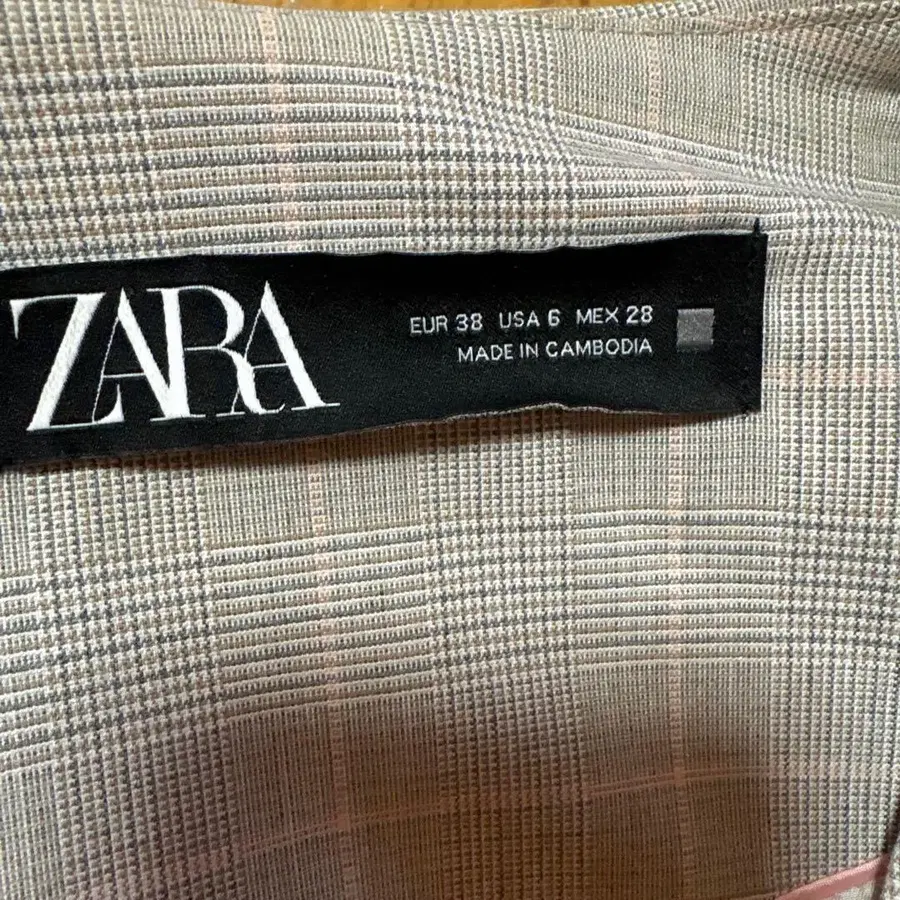 ZARA
EUR 38 USA 6 MEX 28
MADE IN CAMBODIA